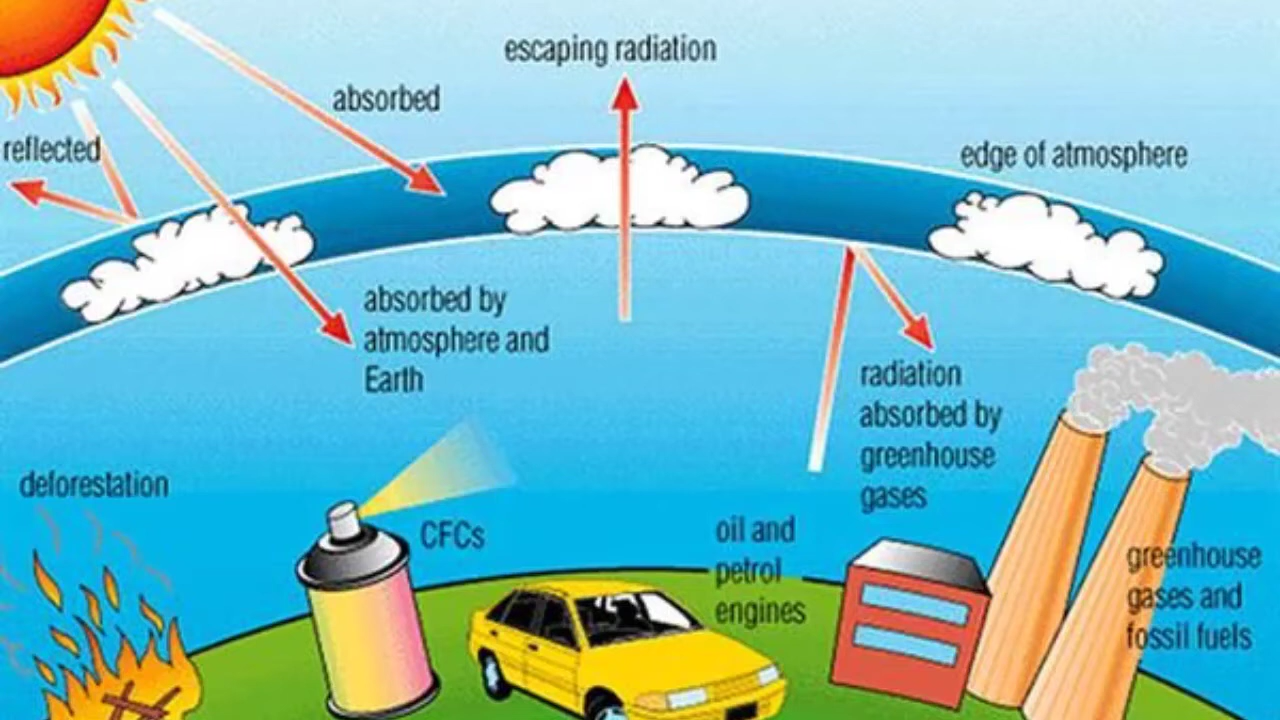 escaping radiation
absorbed
reflected
edge of atmosphere
absorbed by
atmosphere and
Earth
radiation
absorbed by
greenhouse
gases
deforestation
CFCs
oil and
petrol
engines
greenhouse
gases and
fossil fuels